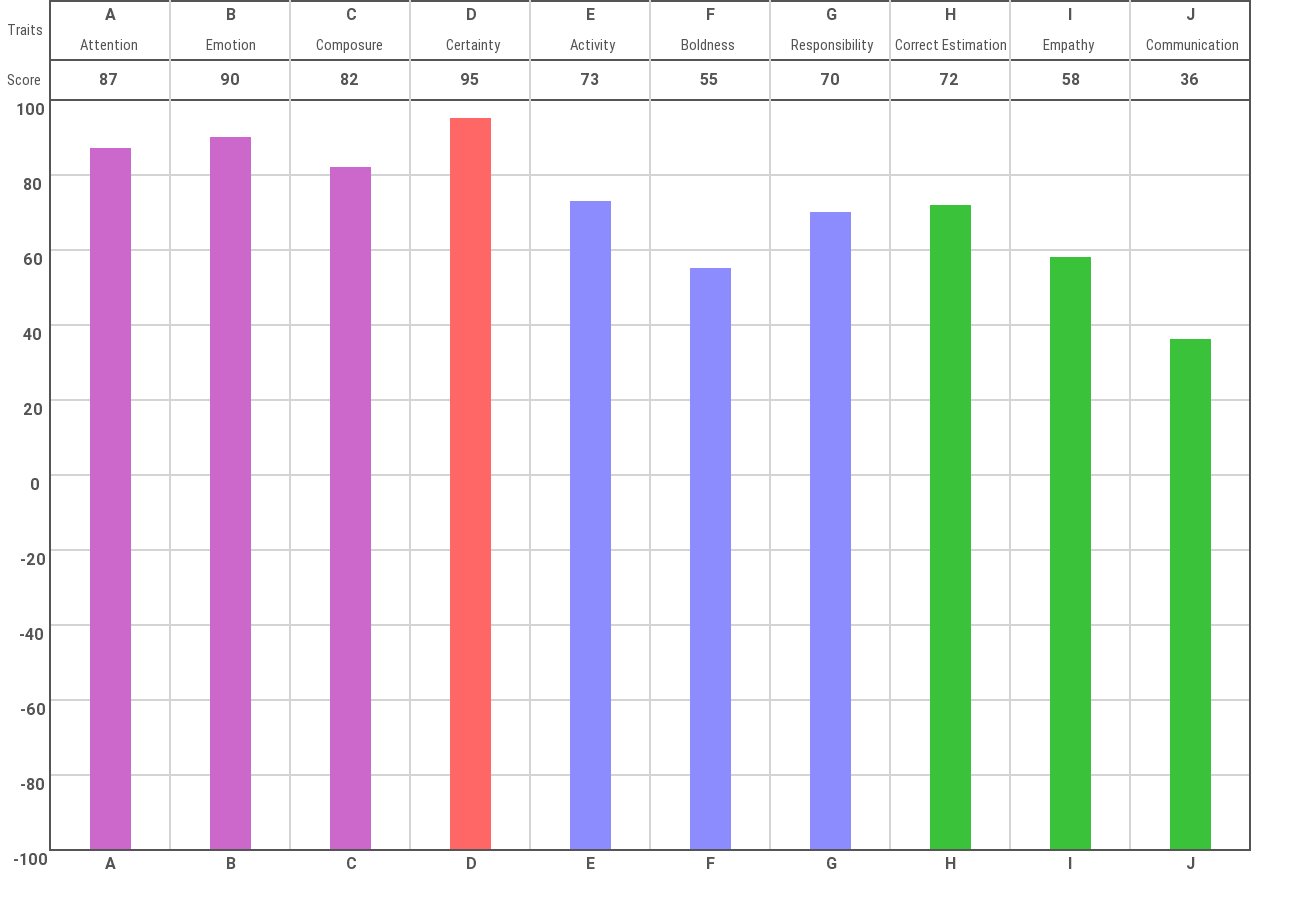 A B C D E F G H I J
Traits
Attention Emotion Composure Certainty Activity Boldness Responsibility Correct Estimation Empathy Communication
Score 87 90 82 95 73 55 70 72 58 36
100
80
60
40
20
0
-20
-40
-60
-80
-100
A B C D E F G H I J